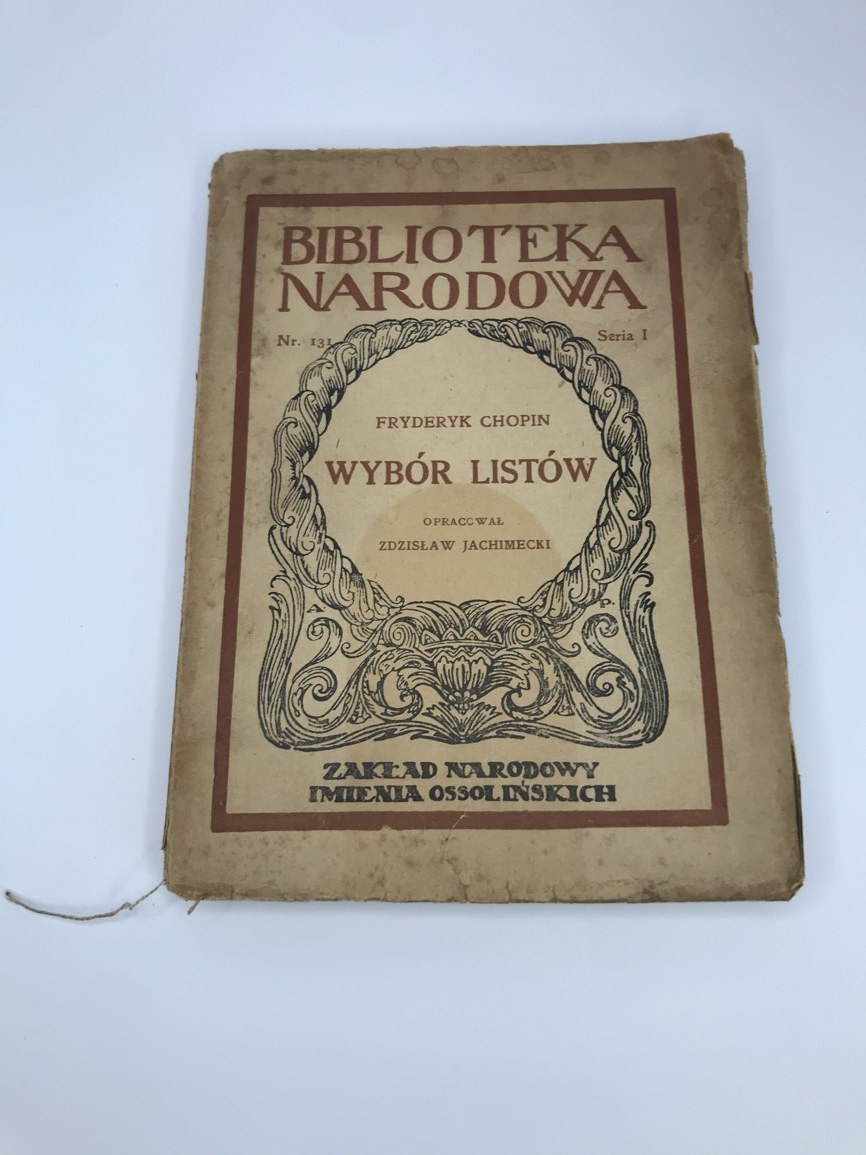 BIBLIOTEKA
NARODOWA
Nr. 131 Seria I
FRYDERYK CHOPIN
WYBÓR LISTÓW
OPRACOWAŁ
ZDZISŁAW JACHIMECKI
A. P.
ZAKŁAD NARODOWY
IMIENIA OSSOLIŃSKICH